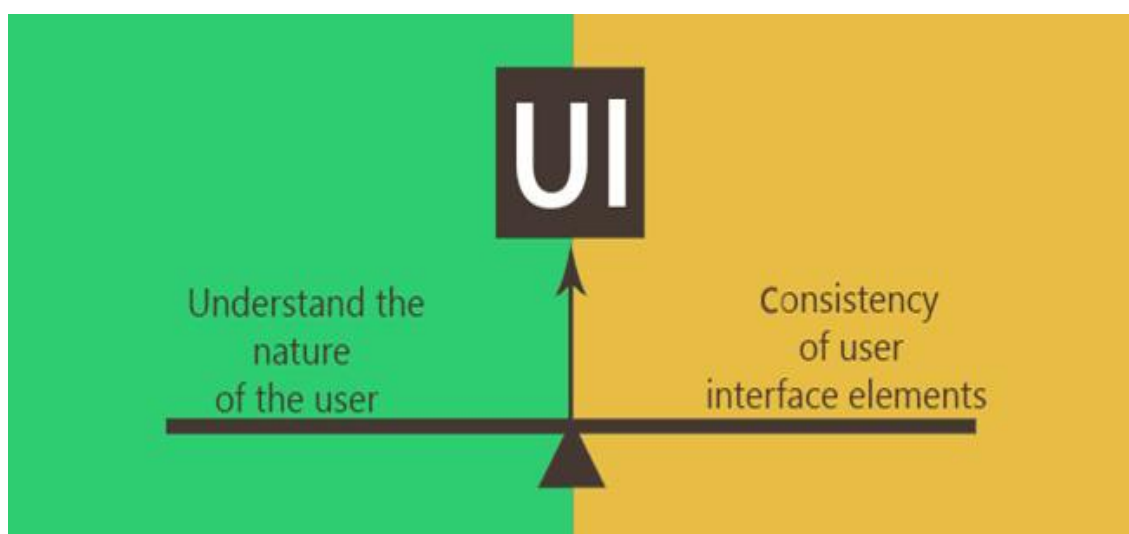 UI
Understand the
nature
of the user
Consistency
of user
interface elements